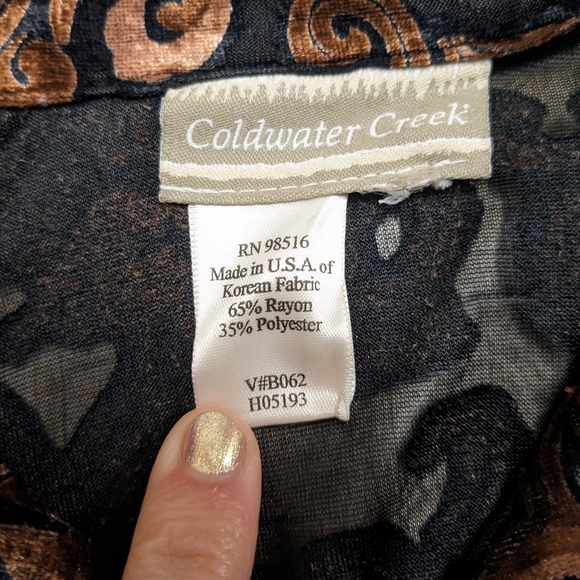 Coldwater Creek
RN 98516
Made in U.S.A. of
Korean Fabric
65% Rayon
35% Polyester
V#B062
H05193